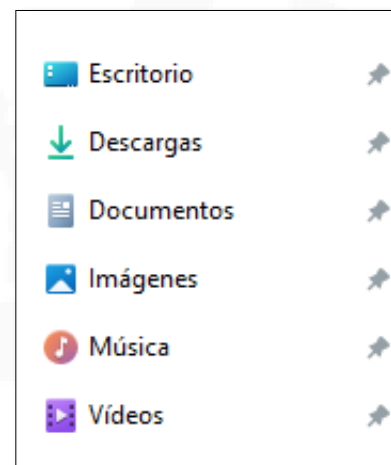 Escritorio
Descargas
Documentos
Imágenes
Música
Vídeos